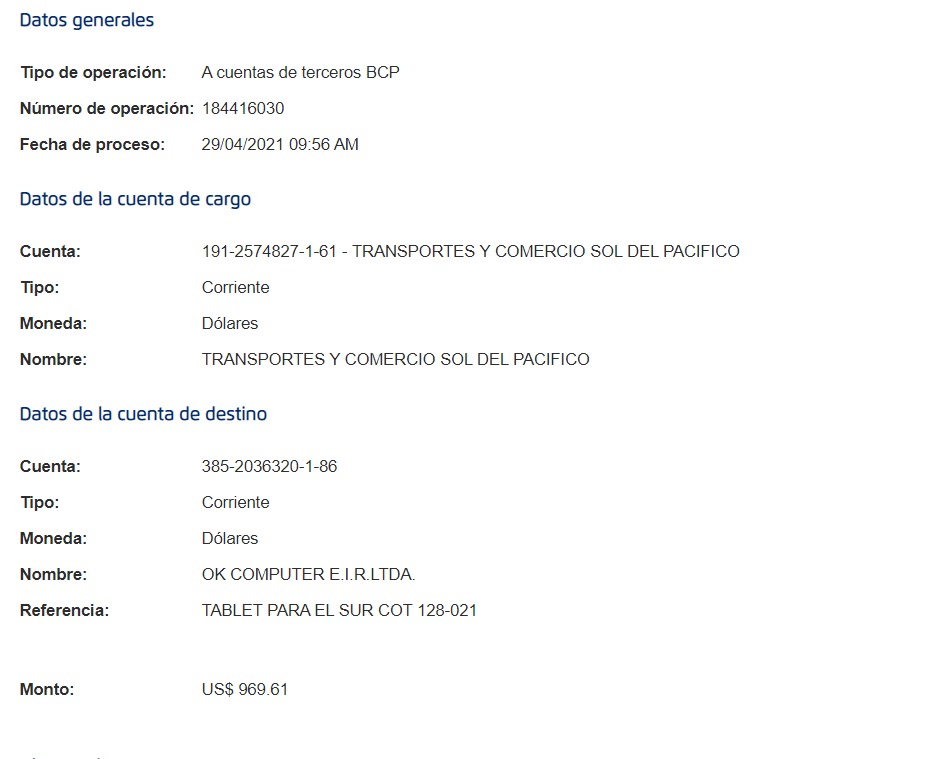 Datos generales
Tipo de operación: A cuentas de terceros BCP
Número de operación: 184416030
Fecha de proceso: 29/04/2021 09:56 AM
Datos de la cuenta de cargo
Cuenta: 191-2574827-1-61 - TRANSPORTES Y COMERCIO SOL DEL PACIFICO
Tipo: Corriente
Moneda: Dólares
Nombre: TRANSPORTES Y COMERCIO SOL DEL PACIFICO
Datos de la cuenta de destino
Cuenta: 385-2036320-1-86
Tipo: Corriente
Moneda: Dólares
Nombre: OK COMPUTER E.I.R.LTDA.
Referencia: TABLET PARA EL SUR COT 128-021
Monto: US$ 969.61